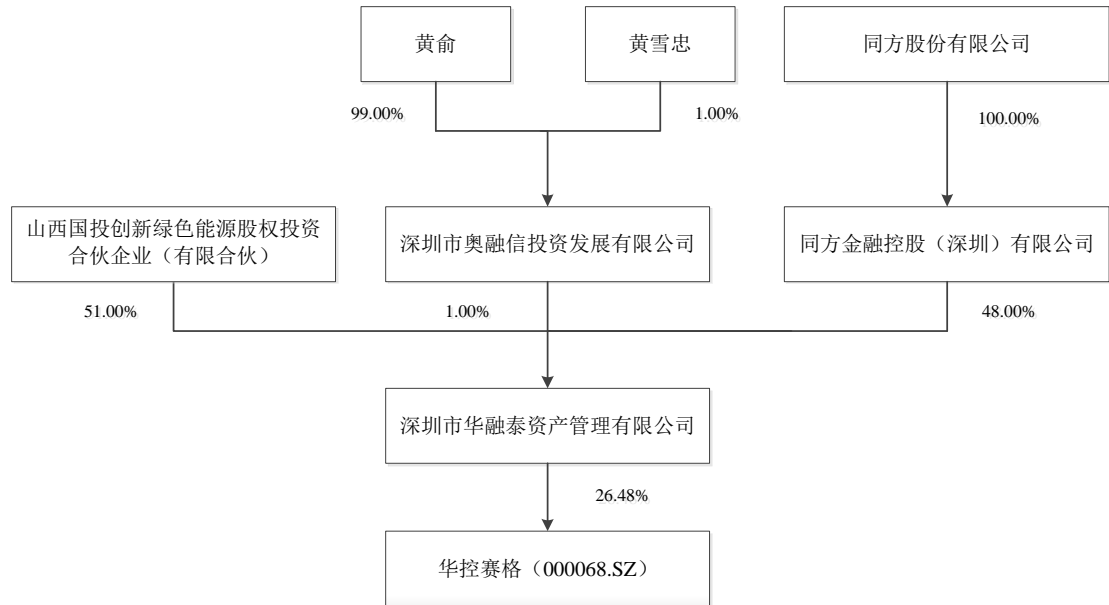 黄俞
黄雪忠
同方股份有限公司
99.00%
1.00%
100.00%
山西国投创新绿色能源股权投资
合伙企业（有限合伙）
深圳市奥融信投资发展有限公司
同方金融控股（深圳）有限公司
51.00%
1.00%
48.00%
深圳市华融泰资产管理有限公司
26.48%
华控赛格（000068.SZ）